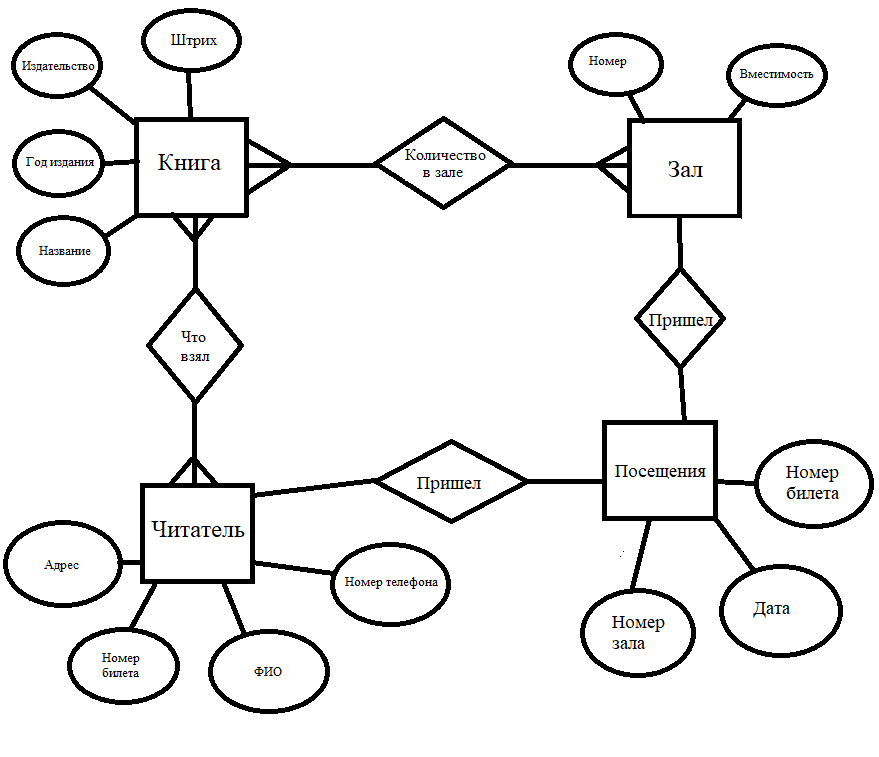 Штрих
Издательство
Номер
Вместимость
Год издания
Книга
Количество
в зале
Зал
Название
Что
взял
Пришел
Читатель
Пришел
Посещения
Номер
билета
Адрес
Номер телефона
Номер
билета
ФИО
Номер
зала
Дата